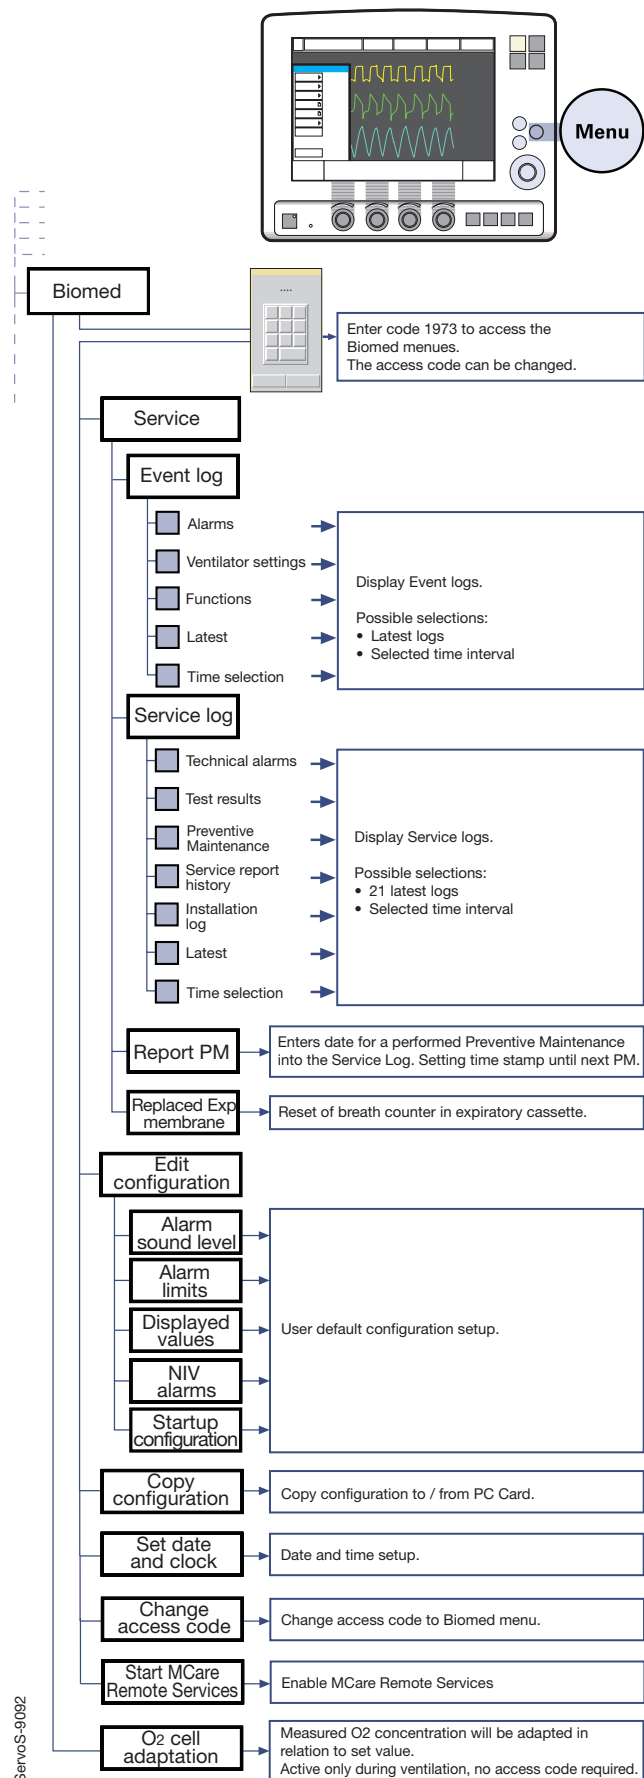 Menu
Biomed
....
Enter code 1973 to access the
Biomed menues.
The access code can be changed.
Service
Event log
Alarms
Ventilator settings
Functions
Latest
Time selection
Display Event logs.
Possible selections:
• Latest logs
• Selected time interval
Service log
Technical alarms
Test results
Preventive
Maintenance
Service report
history
Installation
log
Latest
Time selection
Display Service logs.
Possible selections:
• 21 latest logs
• Selected time interval
Report PM
Enters date for a performed Preventive Maintenance
into the Service Log. Setting time stamp until next PM.
Replaced Exp
membrane
Reset of breath counter in expiratory cassette.
Edit
configuration
Alarm
sound level
Alarm
limits
Displayed
values
NIV
alarms
Startup
configuration
User default configuration setup.
Copy
configuration
Copy configuration to / from PC Card.
Set date
and clock
Date and time setup.
Change
access code
Change access code to Biomed menu.
Start MCare
Remote Services
Enable MCare Remote Services
O2 cell
adaptation
Measured O2 concentration will be adapted in
relation to set value.
Active only during ventilation, no access code required.
ServoS-9092